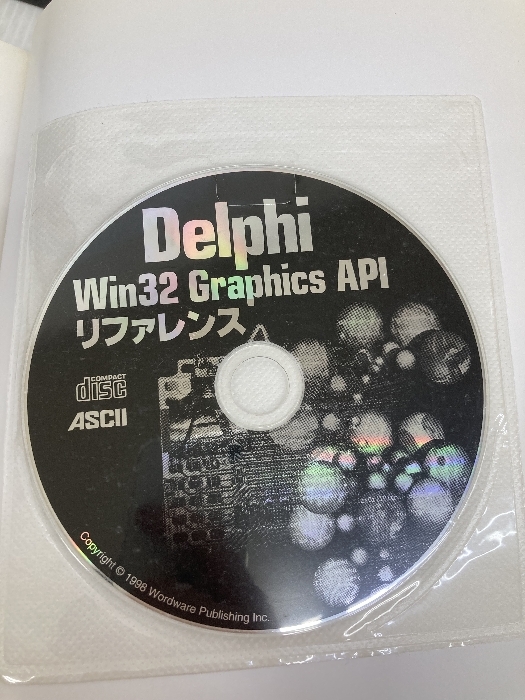 Delphi
Win32 Graphics API
リファレンス
COMPACT
disc
ASCII
Copyright © 1998 Wordware Publishing Inc.